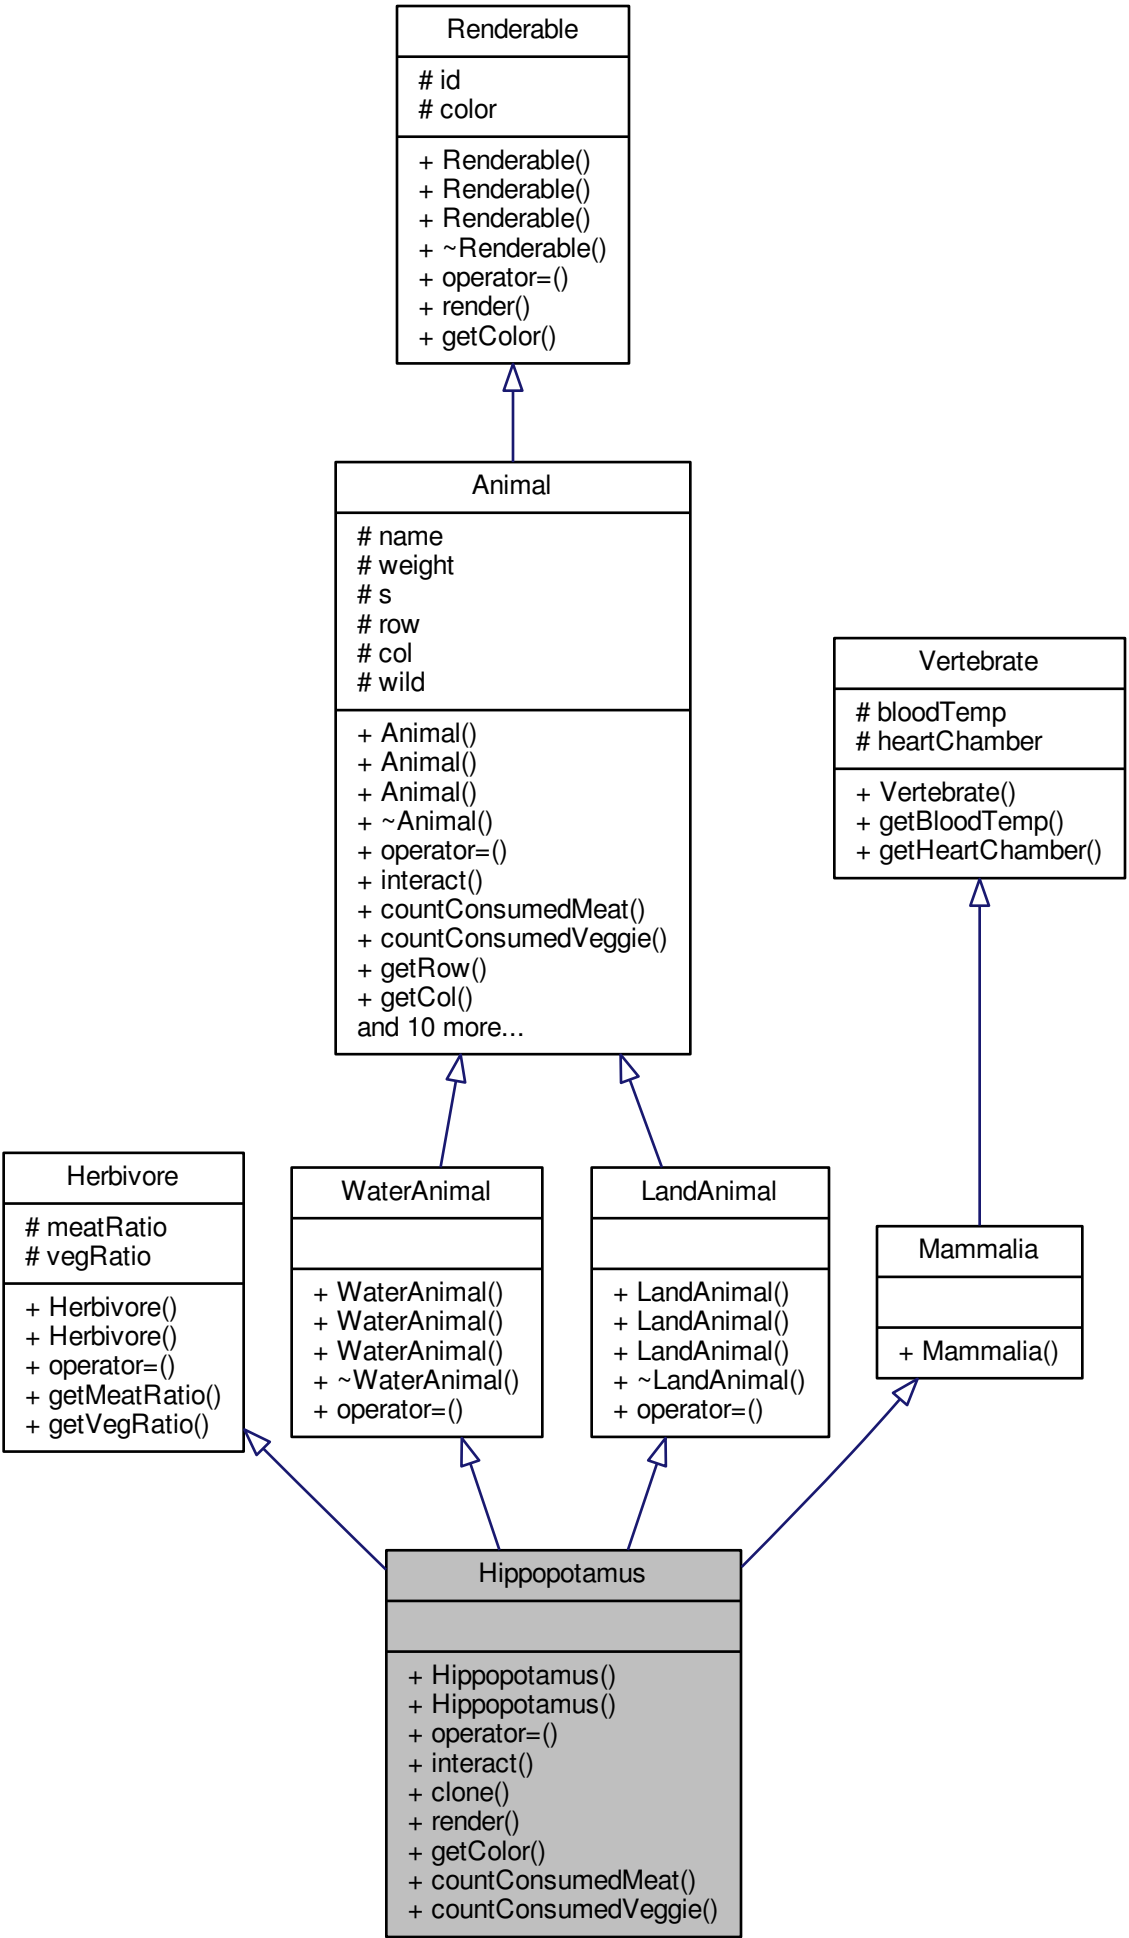 Renderable
# id
# color
+ Renderable()
+ Renderable()
+ Renderable()
+ ~Renderable()
+ operator=()
+ render()
+ getColor()
Animal
# name
# weight
# s
# row
# col
# wild
+ Animal()
+ Animal()
+ Animal()
+ ~Animal()
+ operator=()
+ interact()
+ countConsumedMeat()
+ countConsumedVeggie()
+ getRow()
+ getCol()
and 10 more...
Vertebrate
# bloodTemp
# heartChamber
+ Vertebrate()
+ getBloodTemp()
+ getHeartChamber()
Herbivore
# meatRatio
# vegRatio
+ Herbivore()
+ Herbivore()
+ operator=()
+ getMeatRatio()
+ getVegRatio()
WaterAnimal
+ WaterAnimal()
+ WaterAnimal()
+ WaterAnimal()
+ ~WaterAnimal()
+ operator=()
LandAnimal
+ LandAnimal()
+ LandAnimal()
+ LandAnimal()
+ ~LandAnimal()
+ operator=()
Mammalia
+ Mammalia()
Hippopotamus
+ Hippopotamus()
+ Hippopotamus()
+ operator=()
+ interact()
+ clone()
+ render()
+ getColor()
+ countConsumedMeat()
+ countConsumedVeggie()